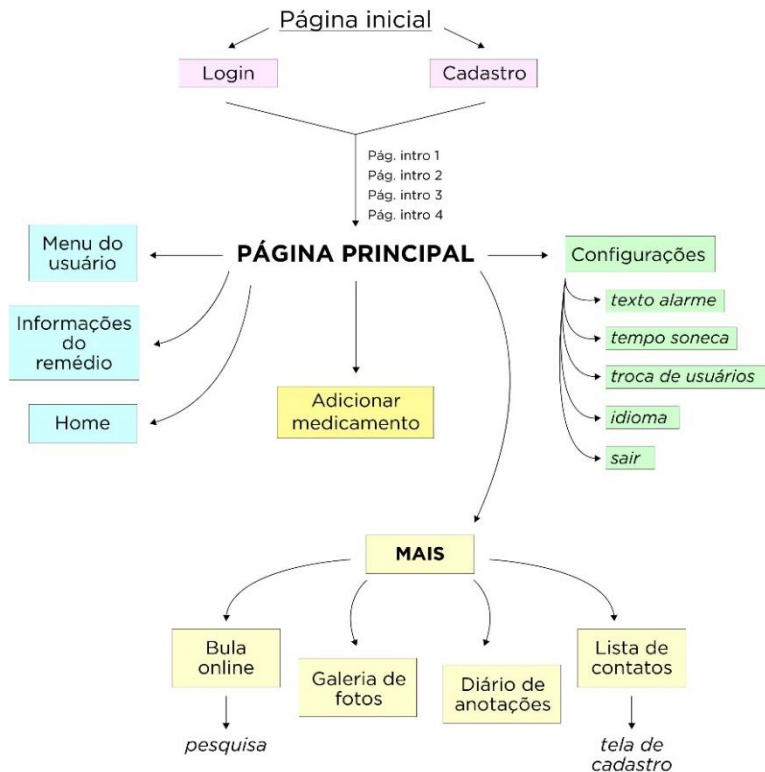 Página inicial
Login
Cadastro
Pág. intro 1
Pág. intro 2
Pág. intro 3
Pág. intro 4
Menu do
usuário
PÁGINA PRINCIPAL
Configurações
texto alarme
Informações
do
remédio
tempo soneca
troca de usuários
Adicionar
medicamento
Home
idioma
sair
MAIS
Bula
online
Galeria de
fotos
Diário de
anotações
Lista de
contatos
pesquisa
tela de
cadastro